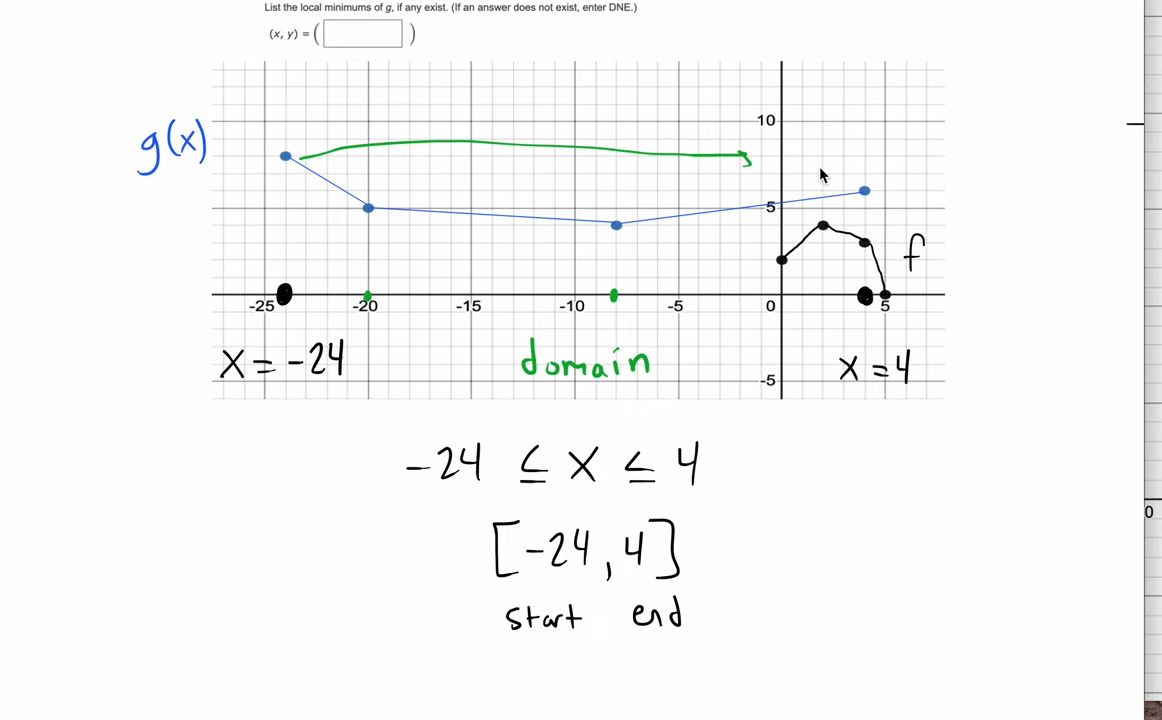 List the local minimums of g, if any exist. (If an answer does not exist, enter DNE.)
(x, y) = ( )
10
g(x)
5
f
-25 -20 -15 -10 -5 0 5
x = -24 domain x = 4
-5
-24 ≤ x ≤ 4
[-24, 4]
0
start end